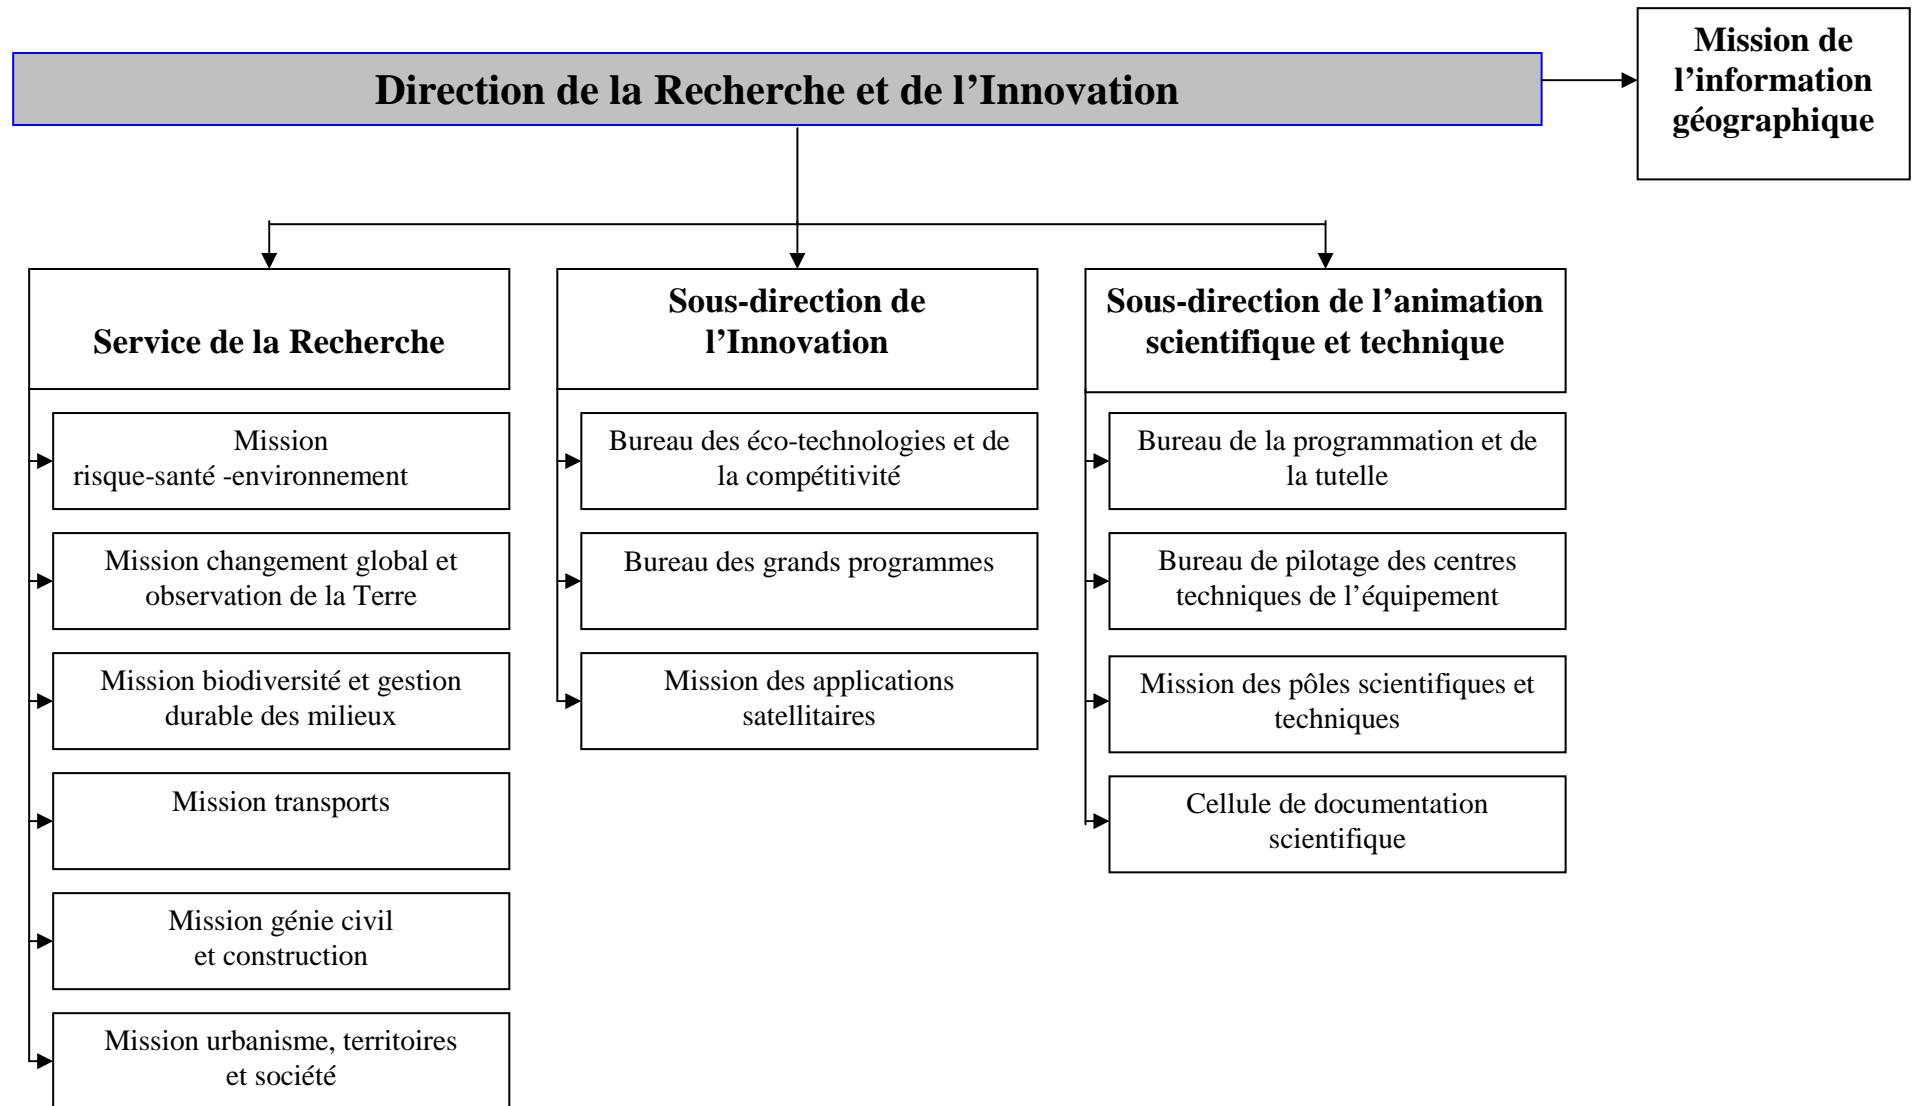 Direction de la Recherche et de l’Innovation
Mission de
l’information
géographique
Service de la Recherche
Mission
risque-santé -environnement
Mission changement global et
observation de la Terre
Mission biodiversité et gestion
durable des milieux
Mission transports
Mission génie civil
et construction
Mission urbanisme, territoires
et société
Sous-direction de
l’Innovation
Bureau des éco-technologies et de
la compétitivité
Bureau des grands programmes
Mission des applications
satellitaires
Sous-direction de l’animation
scientifique et technique
Bureau de la programmation et de
la tutelle
Bureau de pilotage des centres
techniques de l’équipement
Mission des pôles scientifiques et
techniques
Cellule de documentation
scientifique